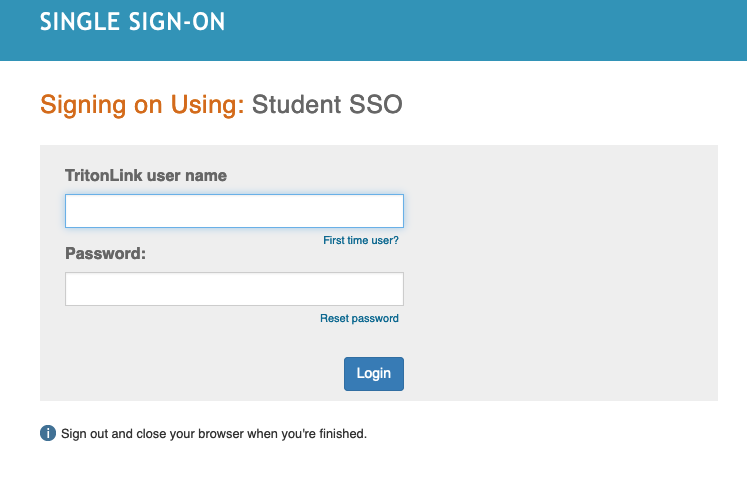 SINGLE SIGN-ON
Signing on Using: Student SSO
TritonLink user name
First time user?
Password:
Reset password
Login
i Sign out and close your browser when you're finished.